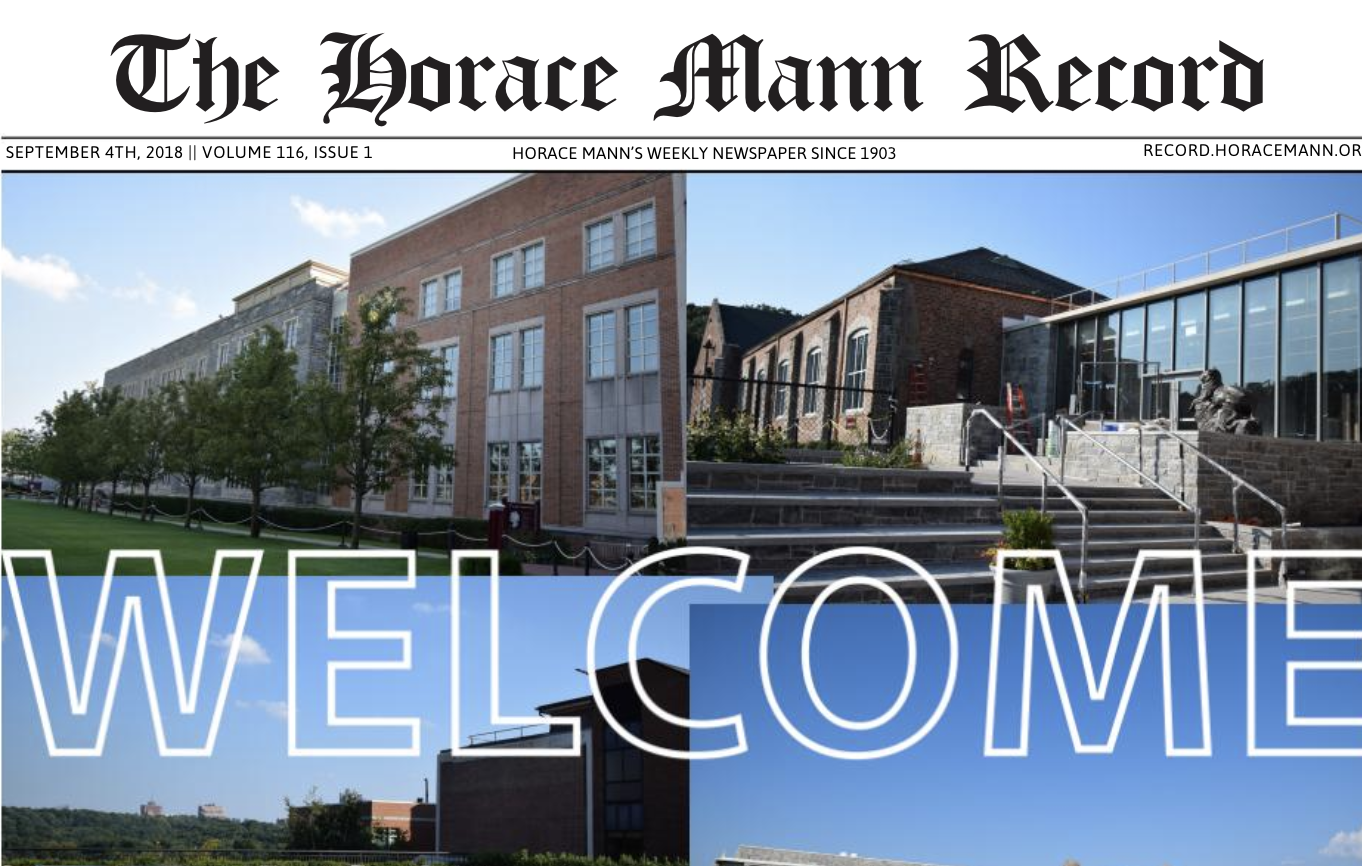 The Horace Mann Record
SEPTEMBER 4TH, 2018 || VOLUME 116, ISSUE 1
HORACE MANN'S WEEKLY NEWSPAPER SINCE 1903
RECORD.HORACEMANN.OR
WELCOME